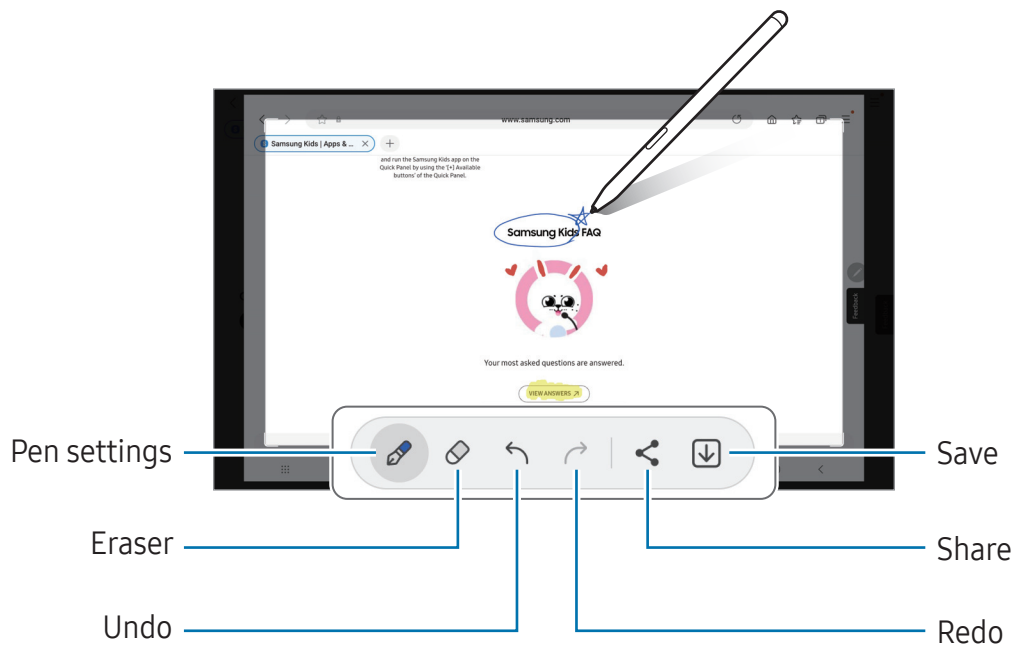 www.samsung.com
Samsung Kids | Apps & ...
and run the Samsung Kids app on the
Quick Panel by using the '[+] Available
buttons' of the Quick Panel.
Samsung Kids FAQ
Feedback
Your most asked questions are answered.
VIEW ANSWERS
Pen settings
Save
Eraser
Share
Undo
Redo